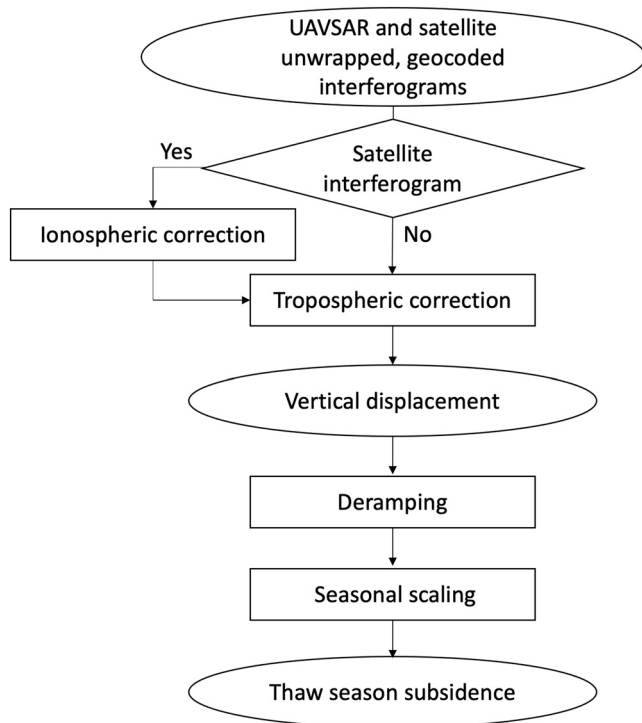 UAVSAR and satellite
unwrapped, geocoded
interferograms
Yes
Satellite
interferogram
Ionospheric correction
No
Tropospheric correction
Vertical displacement
Deramping
Seasonal scaling
Thaw season subsidence